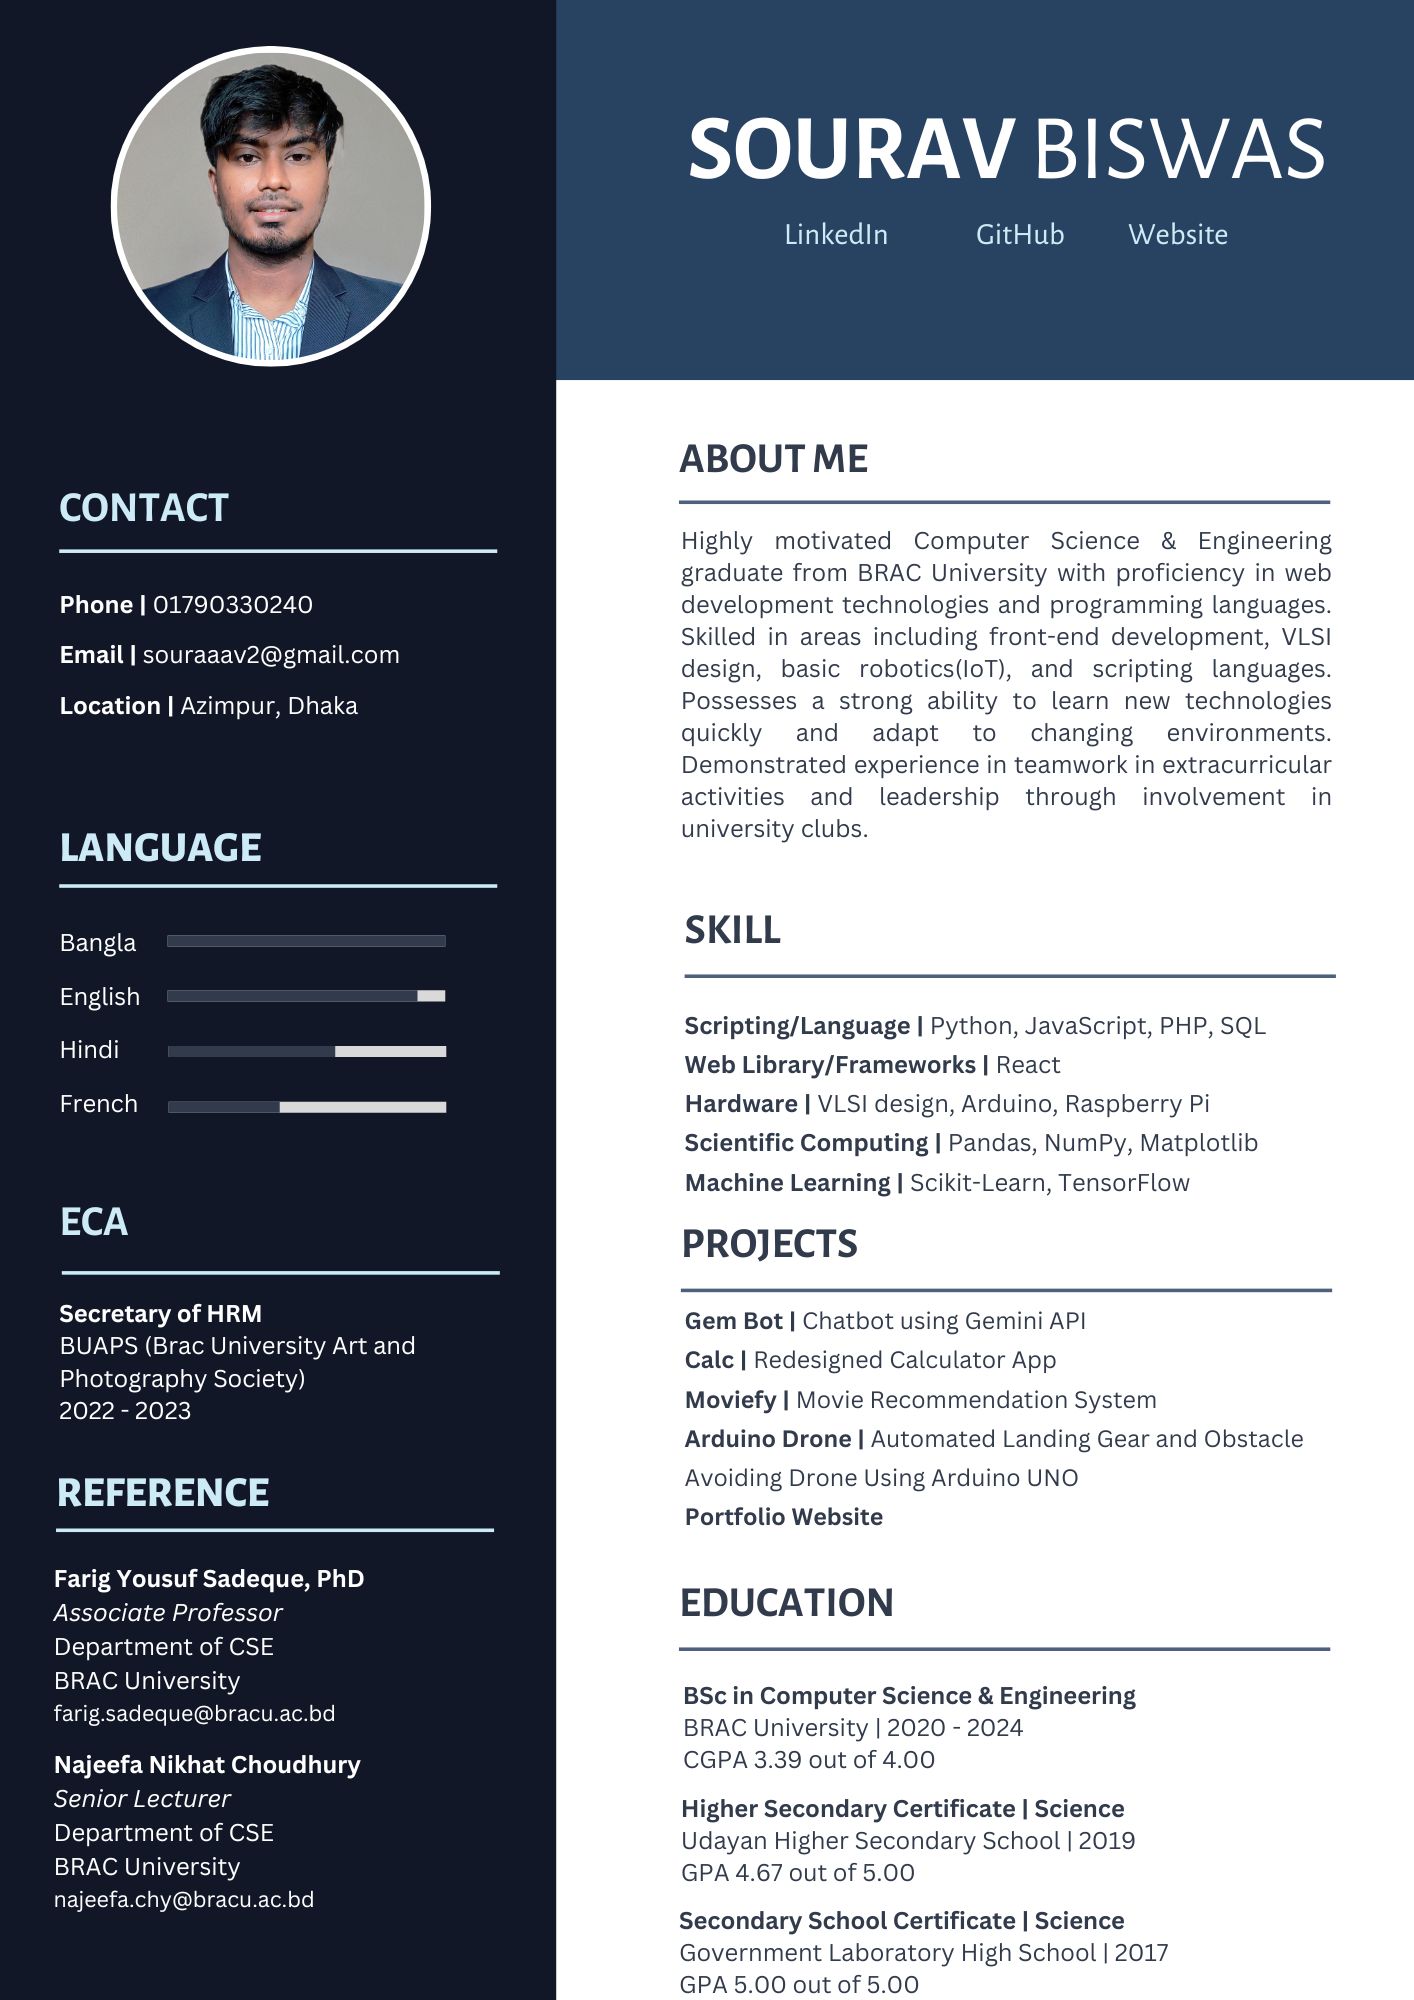 SOURAV BISWAS
LinkedIn GitHub Website
CONTACT
Phone | 01790330240
Email | souraaav2@gmail.com
Location | Azimpur, Dhaka
LANGUAGE
Bangla
English
Hindi
French
ECA
Secretary of HRM
BUAPS (Brac University Art and
Photography Society)
2022 - 2023
REFERENCE
Farig Yousuf Sadeque, PhD
Associate Professor
Department of CSE
BRAC University
farig.sadeque@bracu.ac.bd
Najeefa Nikhat Choudhury
Senior Lecturer
Department of CSE
BRAC University
najeefa.chy@bracu.ac.bd
ABOUT ME
Highly motivated Computer Science & Engineering
graduate from BRAC University with proficiency in web
development technologies and programming languages.
Skilled in areas including front-end development, VLSI
design, basic robotics(IoT), and scripting languages.
Possesses a strong ability to learn new technologies
quickly and adapt to changing environments.
Demonstrated experience in teamwork in extracurricular
activities and leadership through involvement in
university clubs.
SKILL
Scripting/Language | Python, JavaScript, PHP, SQL
Web Library/Frameworks | React
Hardware | VLSI design, Arduino, Raspberry Pi
Scientific Computing | Pandas, NumPy, Matplotlib
Machine Learning | Scikit-Learn, TensorFlow
PROJECTS
Gem Bot | Chatbot using Gemini API
Calc | Redesigned Calculator App
Moviefy | Movie Recommendation System
Arduino Drone | Automated Landing Gear and Obstacle
Avoiding Drone Using Arduino UNO
Portfolio Website
EDUCATION
BSc in Computer Science & Engineering
BRAC University | 2020 - 2024
CGPA 3.39 out of 4.00
Higher Secondary Certificate | Science
Udayan Higher Secondary School | 2019
GPA 4.67 out of 5.00
Secondary School Certificate | Science
Government Laboratory High School | 2017
GPA 5.00 out of 5.00